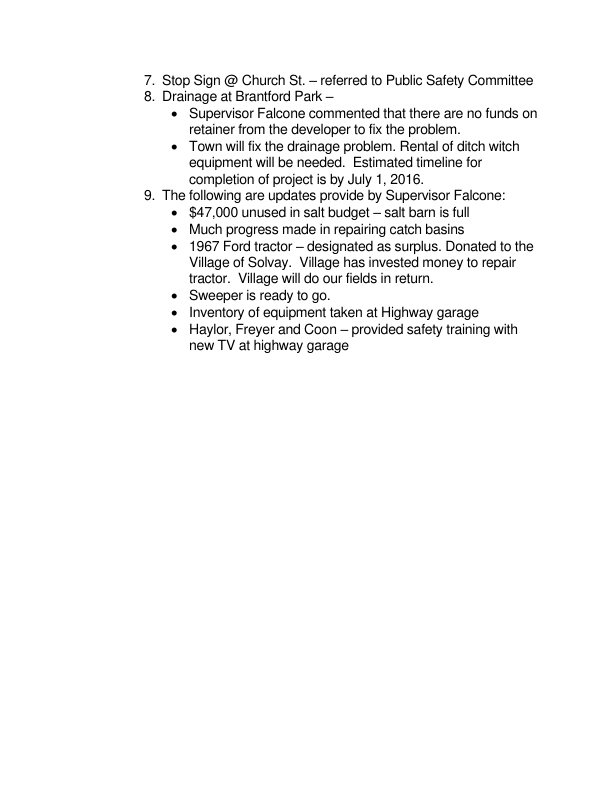 7. Stop Sign @ Church St. – referred to Public Safety Committee
8. Drainage at Brantford Park –
• Supervisor Falcone commented that there are no funds on
retainer from the developer to fix the problem.
• Town will fix the drainage problem. Rental of ditch witch
equipment will be needed.  Estimated timeline for
completion of project is by July 1, 2016.
9. The following are updates provide by Supervisor Falcone:
• $47,000 unused in salt budget – salt barn is full
• Much progress made in repairing catch basins
• 1967 Ford tractor – designated as surplus. Donated to the
Village of Solvay.  Village has invested money to repair
tractor.  Village will do our fields in return.
• Sweeper is ready to go.
• Inventory of equipment taken at Highway garage
• Haylor, Freyer and Coon – provided safety training with
new TV at highway garage